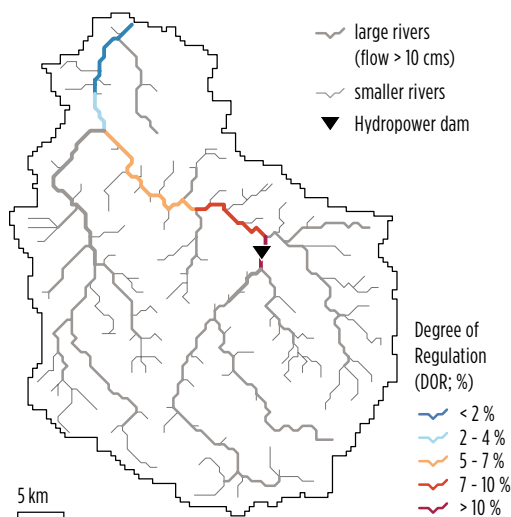 large rivers
(flow > 10 cms)
smaller rivers
Hydropower dam
Degree of
Regulation
(DOR; %)
< 2 %
2 - 4 %
5 - 7 %
7 - 10 %
> 10 %
5 km